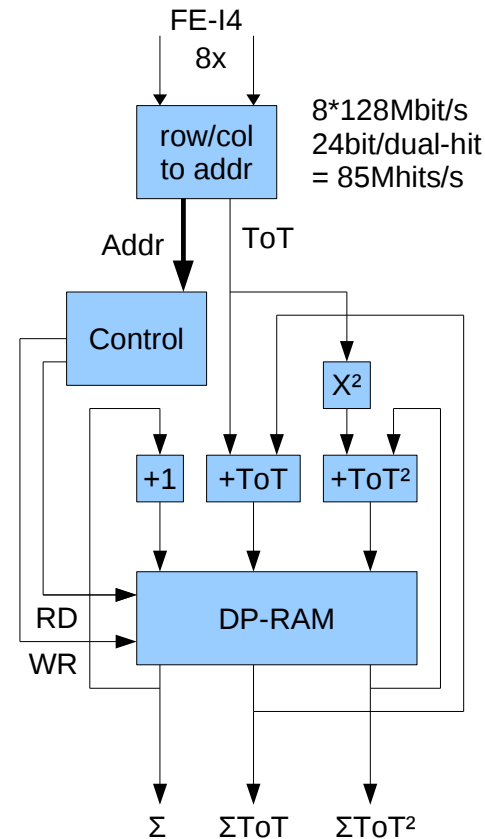 FE-I4
8x
8*128Mbit/s
24bit/dual-hit
= 85Mhits/s
row/col
to addr
Addr
ToT
Control
X²
+1
+ToT
+ToT²
RD
DP-RAM
WR
Σ
ΣToT
ΣToT²